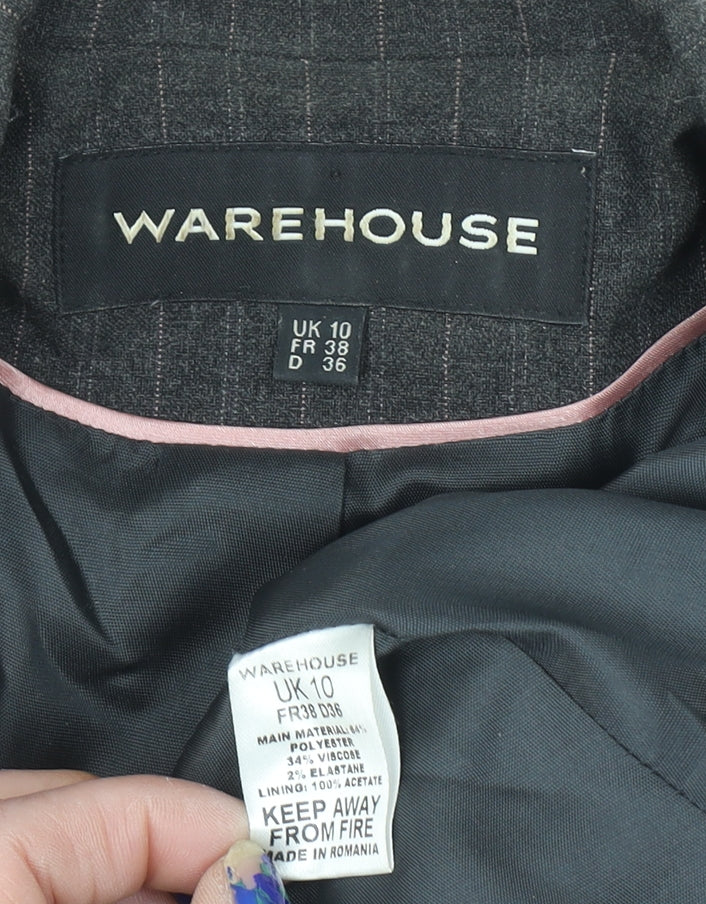 WAREHOUSE
UK 10
FR 38
D 36
WAREHOUSE
UK 10
FR38 D36
MAIN MATERIAL: 64%
POLYESTER
34% VISCOSE
2% ELASTANE
LINING: 100% ACETATE
KEEP AWAY
FROM FIRE
MADE IN ROMANIA